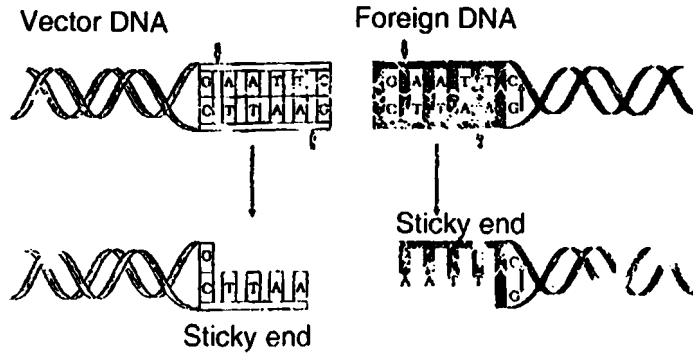 Vector DNA
Foreign DNA
G A A T T C
C T T A A G
G A A T T C
C T T A A G
Sticky end
G
C T T A A
A A T T C
G
Sticky end